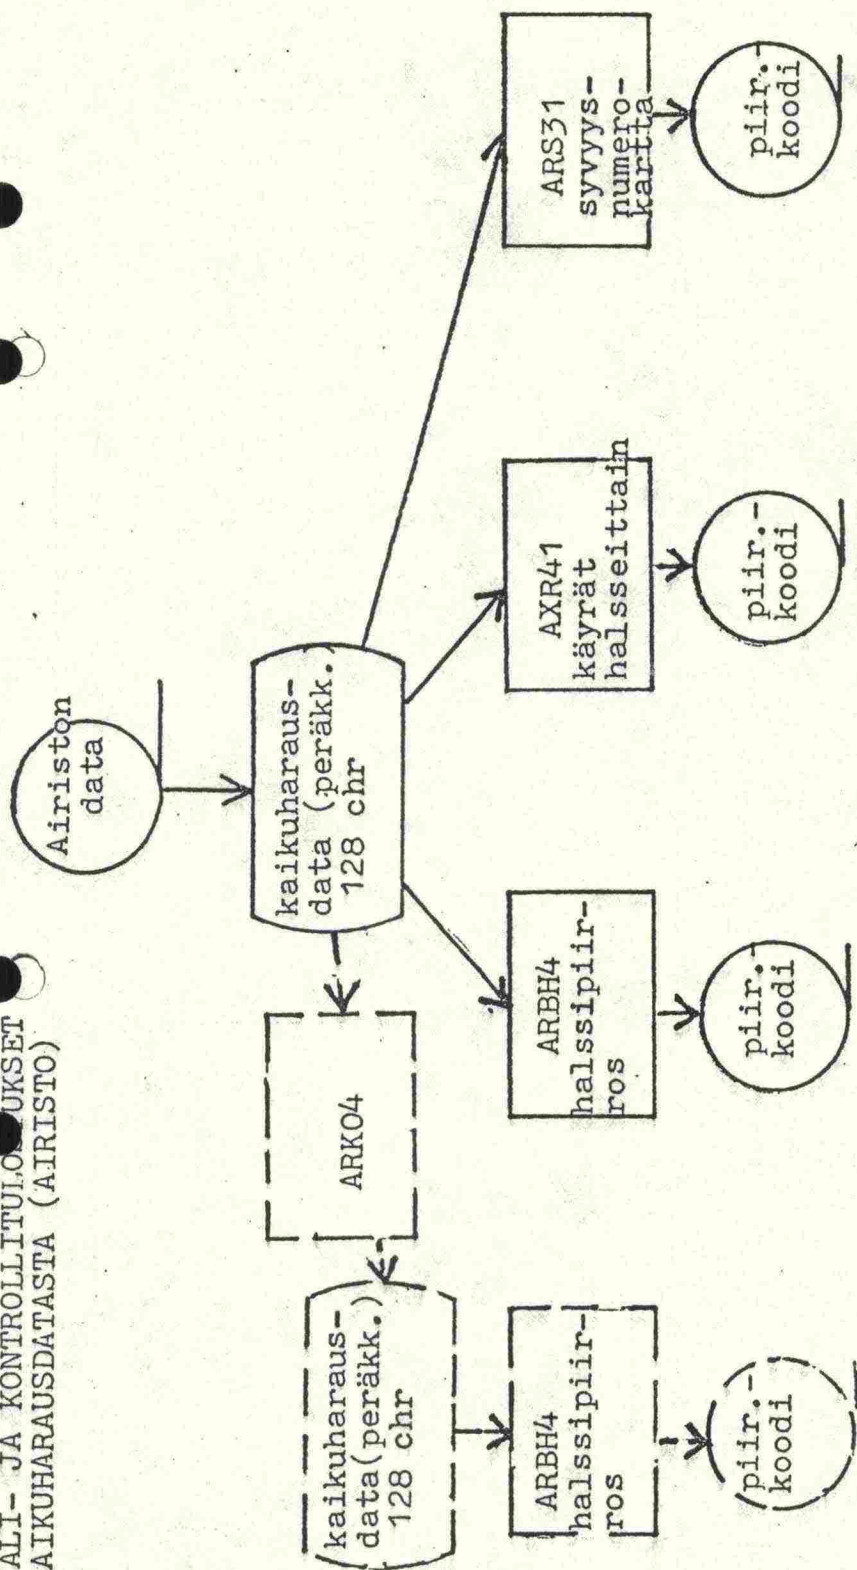 ALI- JA KONTROLLITULOSTUKSET
AIKUHARAUSDATASTA (AIRISTO)
Airiston
data
kaikuharaus-
data (peräkk.)
128 chr
ARK04
kaikuharaus-
data(peräkk.)
128 chr
ARBH4
halssipiir-
ros
piir.-
koodi
ARBH4
halssipiir-
ros
piir.-
koodi
AXR41
käyrät
halsseittain
piir.-
koodi
ARS31
syvyys-
numero-
kartta
piir.-
koodi